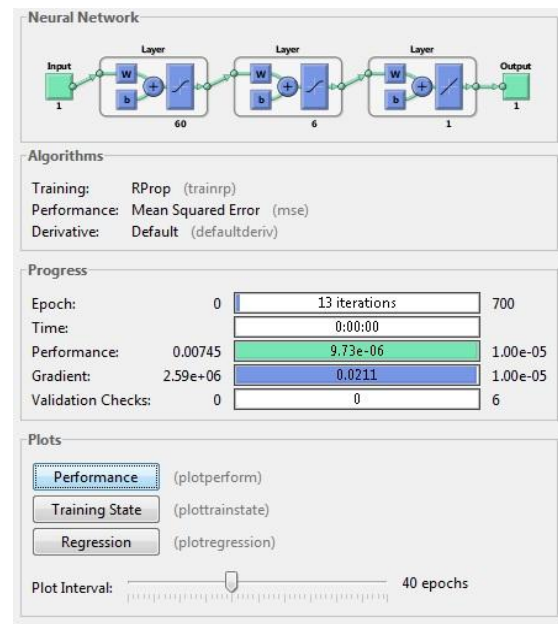 Neural Network
Layer Layer Layer
Input Output
W W W
b b b
+ + +
1 1
60 6 1
Algorithms
Training: RProp (trainrp)
Performance: Mean Squared Error (mse)
Derivative: Default (defaultderiv)
Progress
Epoch: 0 13 iterations 700
Time: 0:00:00
Performance: 0.00745 9.73e-06 1.00e-05
Gradient: 2.59e+06 0.0211 1.00e-05
Validation Checks: 0 0 6
Plots
Performance (plotperform)
Training State (plottrainstate)
Regression (plotregression)
Plot Interval: 40 epochs